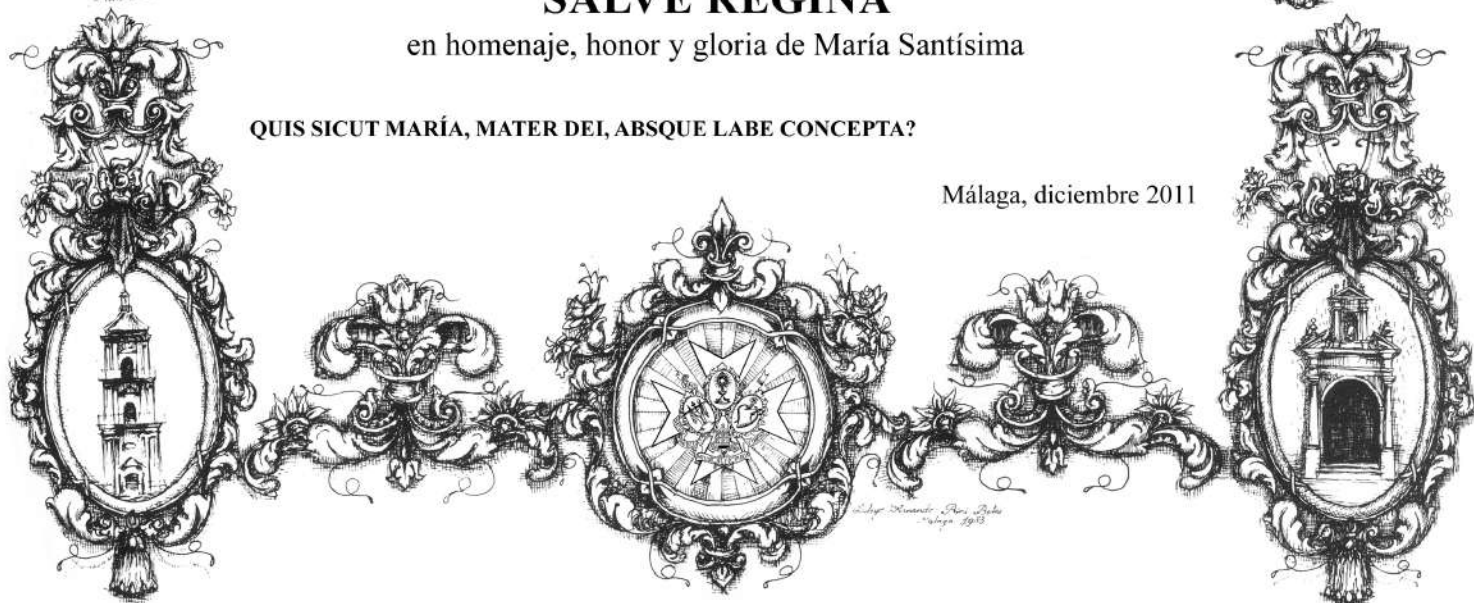 SALVE REGINA
en homenaje, honor y gloria de María Santísima
QUIS SICUT MARÍA, MATER DEI, ABSQUE LABE CONCEPTA?
Málaga, diciembre 2011